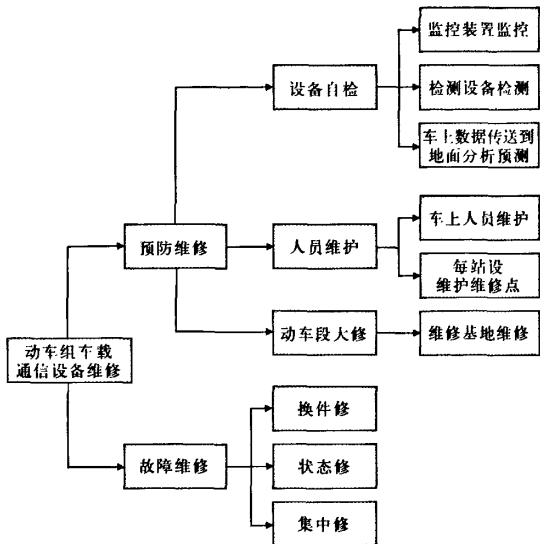 监控装置监控
设备自检
检测设备检测
车上数据传送到
地面分析预测
车上人员维护
预防维修
人员维护
每站设
维护维修点
动车段大修
维修基地维修
动车组车载
通信设备维修
换件修
故障维修
状态修
集中修